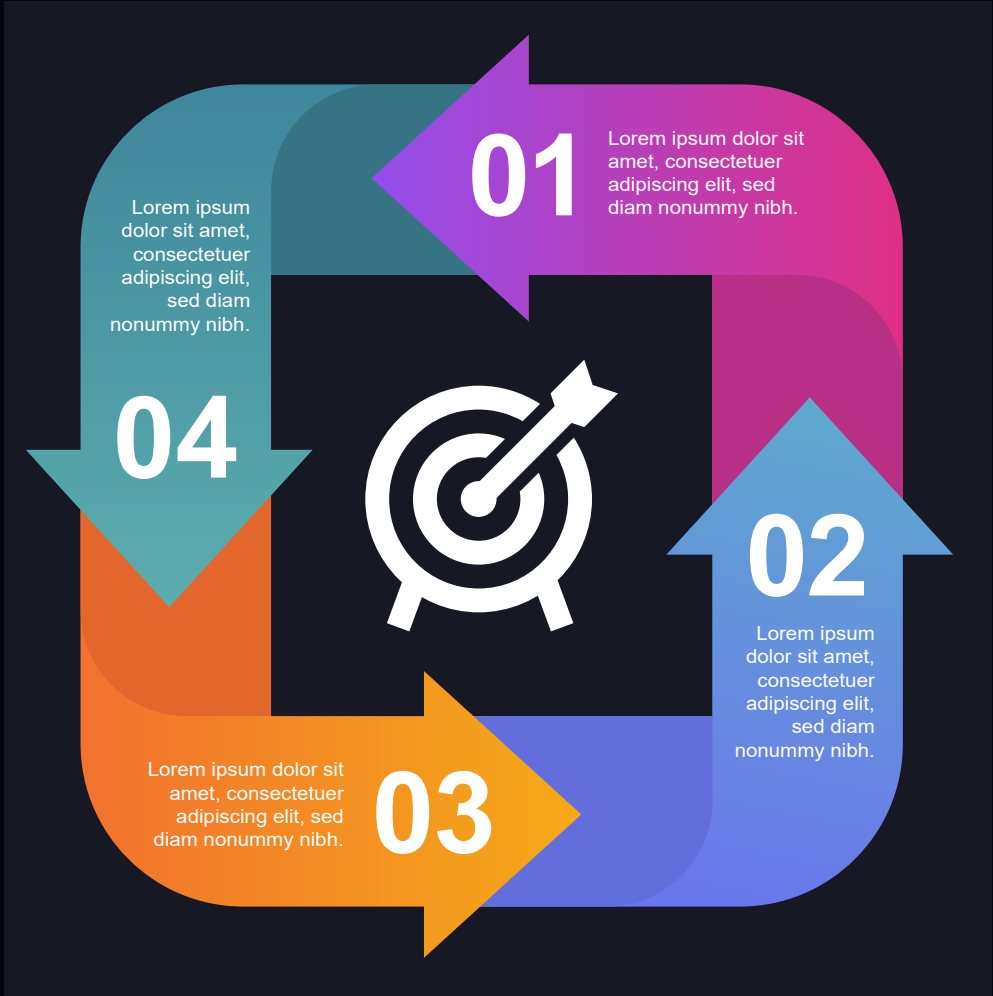 01
Lorem ipsum dolor sit
amet, consectetuer
adipiscing elit, sed
diam nonummy nibh.
02
Lorem ipsum
dolor sit amet,
consectetuer
adipiscing elit,
sed diam
nonummy nibh.
03
Lorem ipsum dolor sit
amet, consectetuer
adipiscing elit, sed
diam nonummy nibh.
04
Lorem ipsum
dolor sit amet,
consectetuer
adipiscing elit,
sed diam
nonummy nibh.